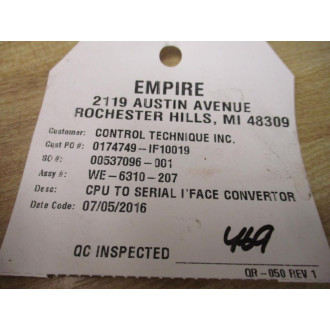 EMPIRE
2119 AUSTIN AVENUE
ROCHESTER HILLS, MI 48309
Customer: CONTROL TECHNIQUE INC.
Cust PO #: 0174749-IF10019
SO #: 00537096-001
Assy #: WE-6310-207
Desc: CPU TO SERIAL I'FACE CONVERTOR
Date Code: 07/05/2016
QC INSPECTED 469
QR-050 REV 1